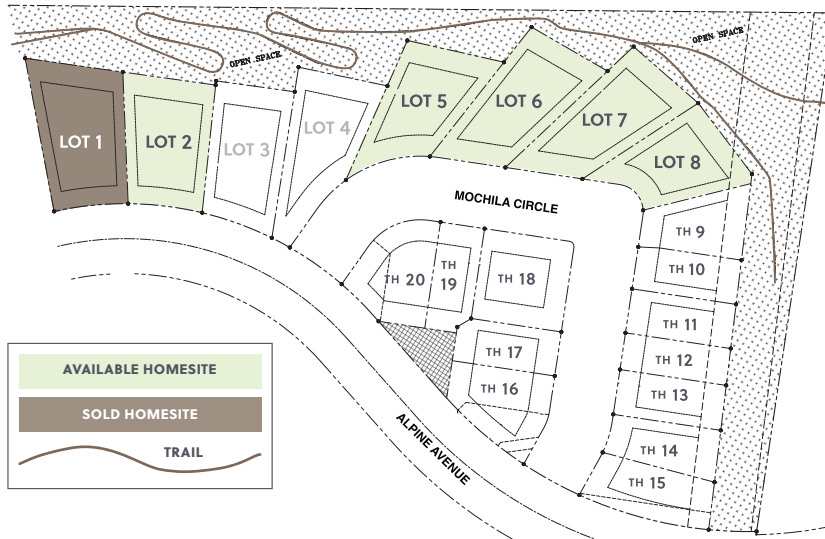 OPEN SPACE
OPEN SPACE
LOT 1
LOT 2
LOT 3
LOT 4
LOT 5
LOT 6
LOT 7
LOT 8
MOCHILA CIRCLE
TH 9
TH 10
TH 11
TH 12
TH 13
TH 14
TH 15
TH 20
TH
19
TH 18
TH 17
TH 16
ALPINE AVENUE
AVAILABLE HOMESITE
SOLD HOMESITE
TRAIL